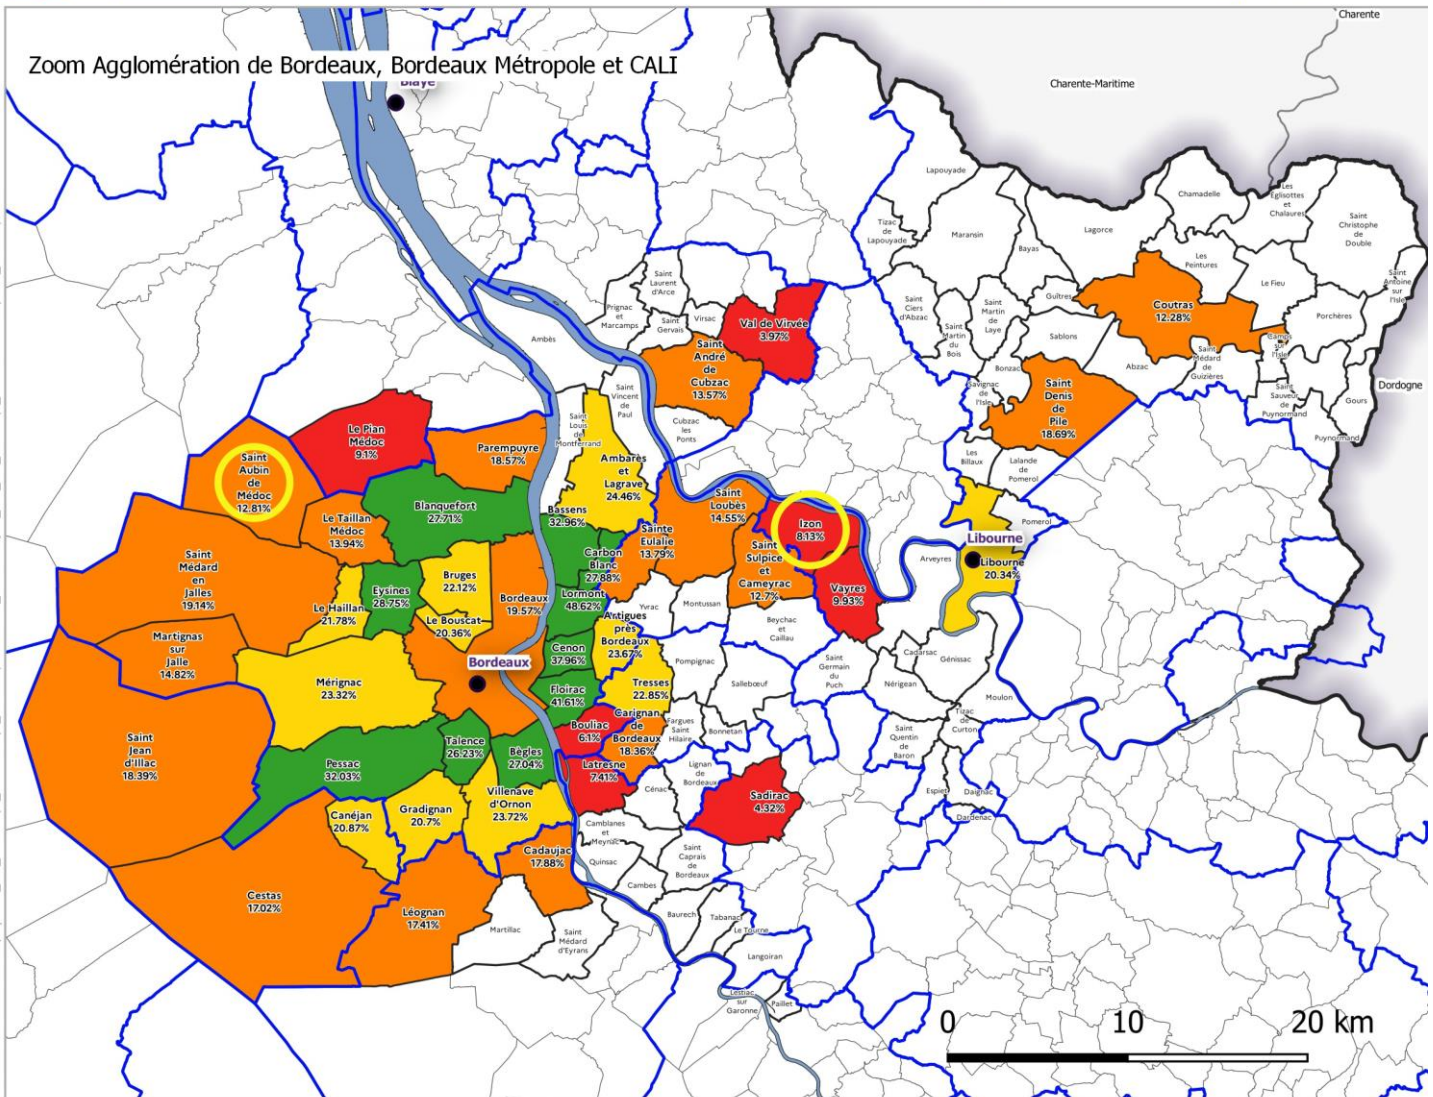 Zoom Agglomération de Bordeaux, Bordeaux Métropole et CALI
Charente
Charente-Maritime
Blaye
Lapouyade
Chamadelle
Les
Églisottes
et
Chalaures
Saint
Christophe
de
Double
Tizac
de
Lapouyade
Maransin
Bayas
Lagorce
Les
Peintures
Le Fieu
Saint
Antoine
sur
l'Isle
Saint
Laurent
d'Arce
Prignac
et
Marcamps
Saint
Gervais
Virsac
Val de Virvée
3.97%
Saint
Ciers
d'Abzac
Saint
Martin
de
Laye
Guîtres
Coutras
12.28%
Porchères
Ambès
Saint
André
de
Cubzac
13.57%
Saint
Martin
du
Bois
Sablons
Bonzac
Abzac
Saint
Médard
de
Guizières
Camps
sur
l'Isle
Dordogne
Saint
Vincent
de
Paul
Savignac
de
l'Isle
Saint
Denis
de
Pile
18.69%
Saint
Sauveur
de
Puynormand
Gours
Puynormand
Cubzac
les
Ponts
Saint
Louis
de
Montferrand
Le Pian
Médoc
9.1%
Parempuyre
18.57%
Saint
Aubin
de
Médoc
12.81%
Ambarès
et
Lagrave
24.46%
Les
Billaux
Lalande
de
Pomerol
Blanquefort
27.71%
Bassens
32.96%
Saint
Loubès
14.55%
Izon
8.13%
Pomerol
Le Taillan
Médoc
13.94%
Sainte
Eulalie
13.79%
Libourne
Libourne
20.34%
Saint
Médard
en
Jalles
19.14%
Carbon
Blanc
27.88%
Saint
Sulpice
et
Cameyrac
12.7%
Arveyres
Vayres
9.93%
Eysines
28.75%
Bruges
22.12%
Bordeaux
19.57%
Lormont
48.62%
Yvrac
Montussan
Le Haillan
21.78%
Le Bouscat
20.36%
Artigues
près
Bordeaux
23.67%
Beychac
et
Caillau
Martignas
sur
Jalle
14.82%
Cenon
37.96%
Pompignac
Cadarsac
Génissac
Bordeaux
Mérignac
23.32%
Floirac
41.61%
Tresses
22.85%
Salleboeuf
Saint
Germain
du
Puch
Nérigean
Moulon
Saint
Jean
d'Illac
18.39%
Bouliac
6.1%
Carignan
de
Bordeaux
18.36%
Fargues
Saint
Hilaire
Bonnetan
Tizac
de
Curton
Saint
Quentin
de
Baron
Pessac
32.03%
Talence
26.23%
Bègles
27.04%
Latresne
7.41%
Lignan
de
Bordeaux
Cénac
Sadirac
4.32%
Espiet
Daignac
Dardenac
Canéjan
20.87%
Gradignan
20.7%
Villenave
d'Ornon
23.72%
Camblanes
et
Meynac
Cadaujac
17.88%
Quinsac
Saint
Caprais
de
Bordeaux
Cambes
Cestas
17.02%
Léognan
17.41%
Martillac
Saint
Médard
d'Eyrans
Baurech
Tabanac
Le Tourne
Langoiran
Lestiac
sur
Garonne
Paillet
0 10 20 km